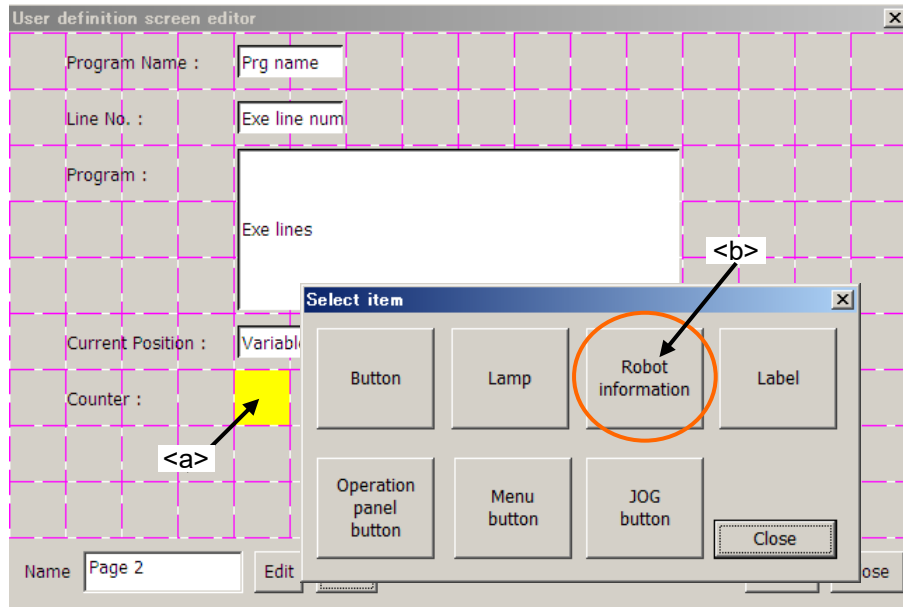 User definition screen editor
Program Name :
Prg name
Line No. :
Exe line num
Program :
Exe lines
<b>
Select item
Current Position :
Button
Lamp
Robot
information
Label
Counter :
<a>
Operation
panel
button
Menu
button
JOG
button
Close
Name
Page 2
Edit